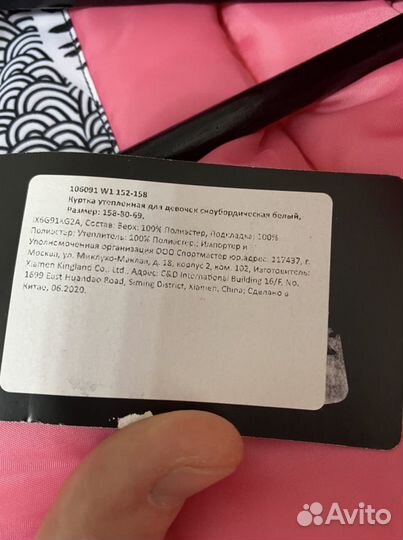 106091 W1 152-158
Куртка утепленная для девочек сноубордическая белый,
Размер: 158-80-69.
IX6G91KG2A, Состав: Верх: 100% Полиэстер, Подкладка: 100%
Полиэстер; Утеплитель: 100% Полиэстер.; Импортер и
Уполномоченная организация ООО Спортмастер юр.адрес: 117437, г.
Москва, ул. Миклухо-Маклая, д. 18, корпус 2, ком. 102, Изготовитель:
Xiamen Kingland Co., Ltd., Адрес: C&D International Building 16/F, No.
1699 East Huandao Road, Siming District, Xiamen, China; Сделано в
Китае, 06.2020.
Avito